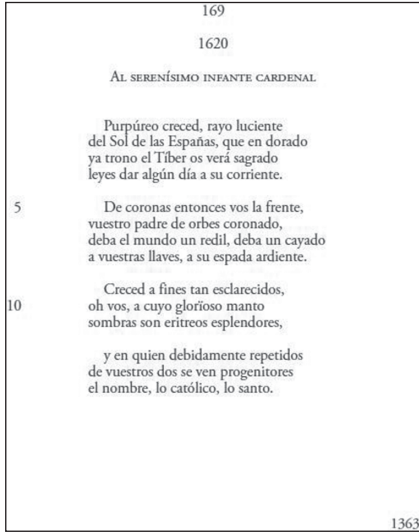 169
1620
Al serenísimo infante cardenal
Purpúreo creced, rayo luciente
del Sol de las Españas, que en dorado
ya trono el Tíber os verá sagrado
leyes dar algún día a su corriente.
5 De coronas entonces vos la frente,
vuestro padre de orbes coronado,
deba el mundo un redil, deba un cayado
a vuestras llaves, a su espada ardiente.
Creced a fines tan esclarecidos,
10 oh vos, a cuyo glorïoso manto
sombras son eritreos esplendores,
y en quien debidamente repetidos
de vuestros dos se ven progenitores
el nombre, lo católico, lo santo.
1363